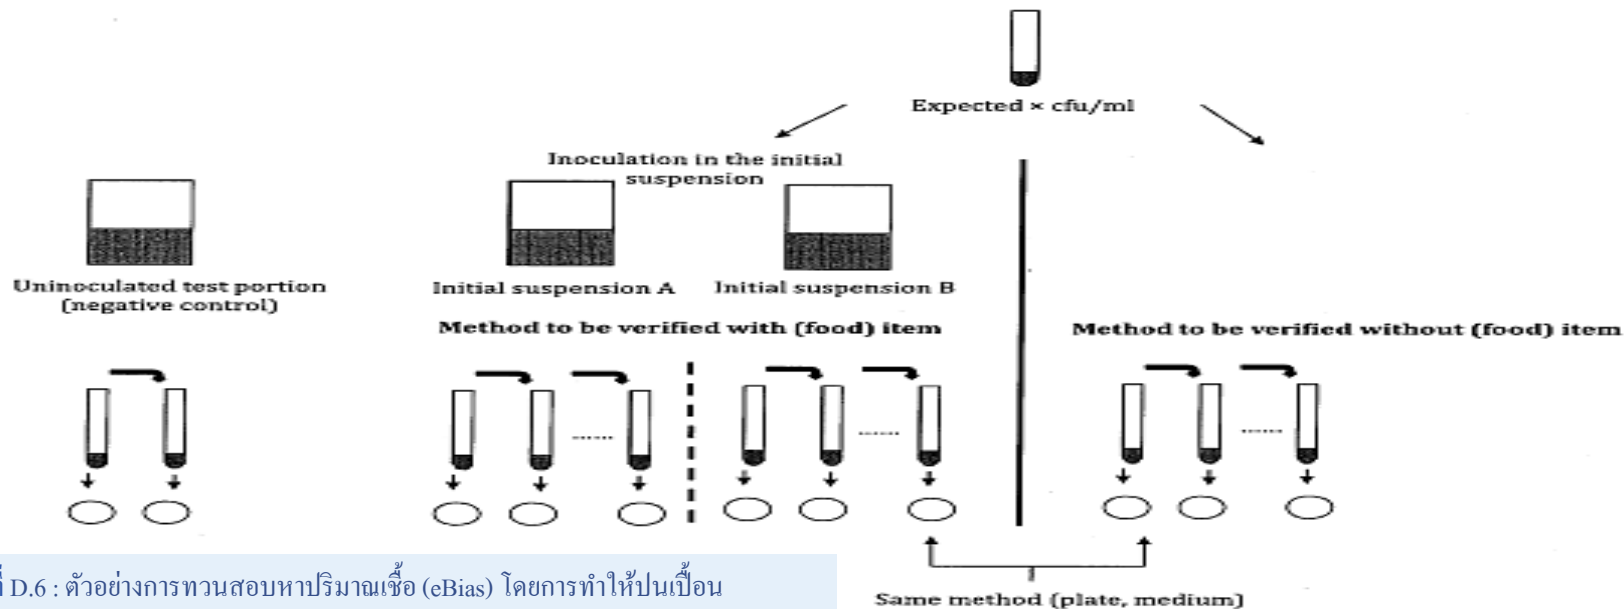 Expected × cfu/ml
Inoculation in the initial
suspension
Uninoculated test portion
(negative control)
Initial suspension A
Initial suspension B
Method to be verified with (food) item
Method to be verified without (food) item
......
......
......
D.6 : ตัวอย่างการทวนสอบหาปริมาณเชื้อ (eBias) โดยการทำให้ปนเปื้อน
Same method (plate, medium)